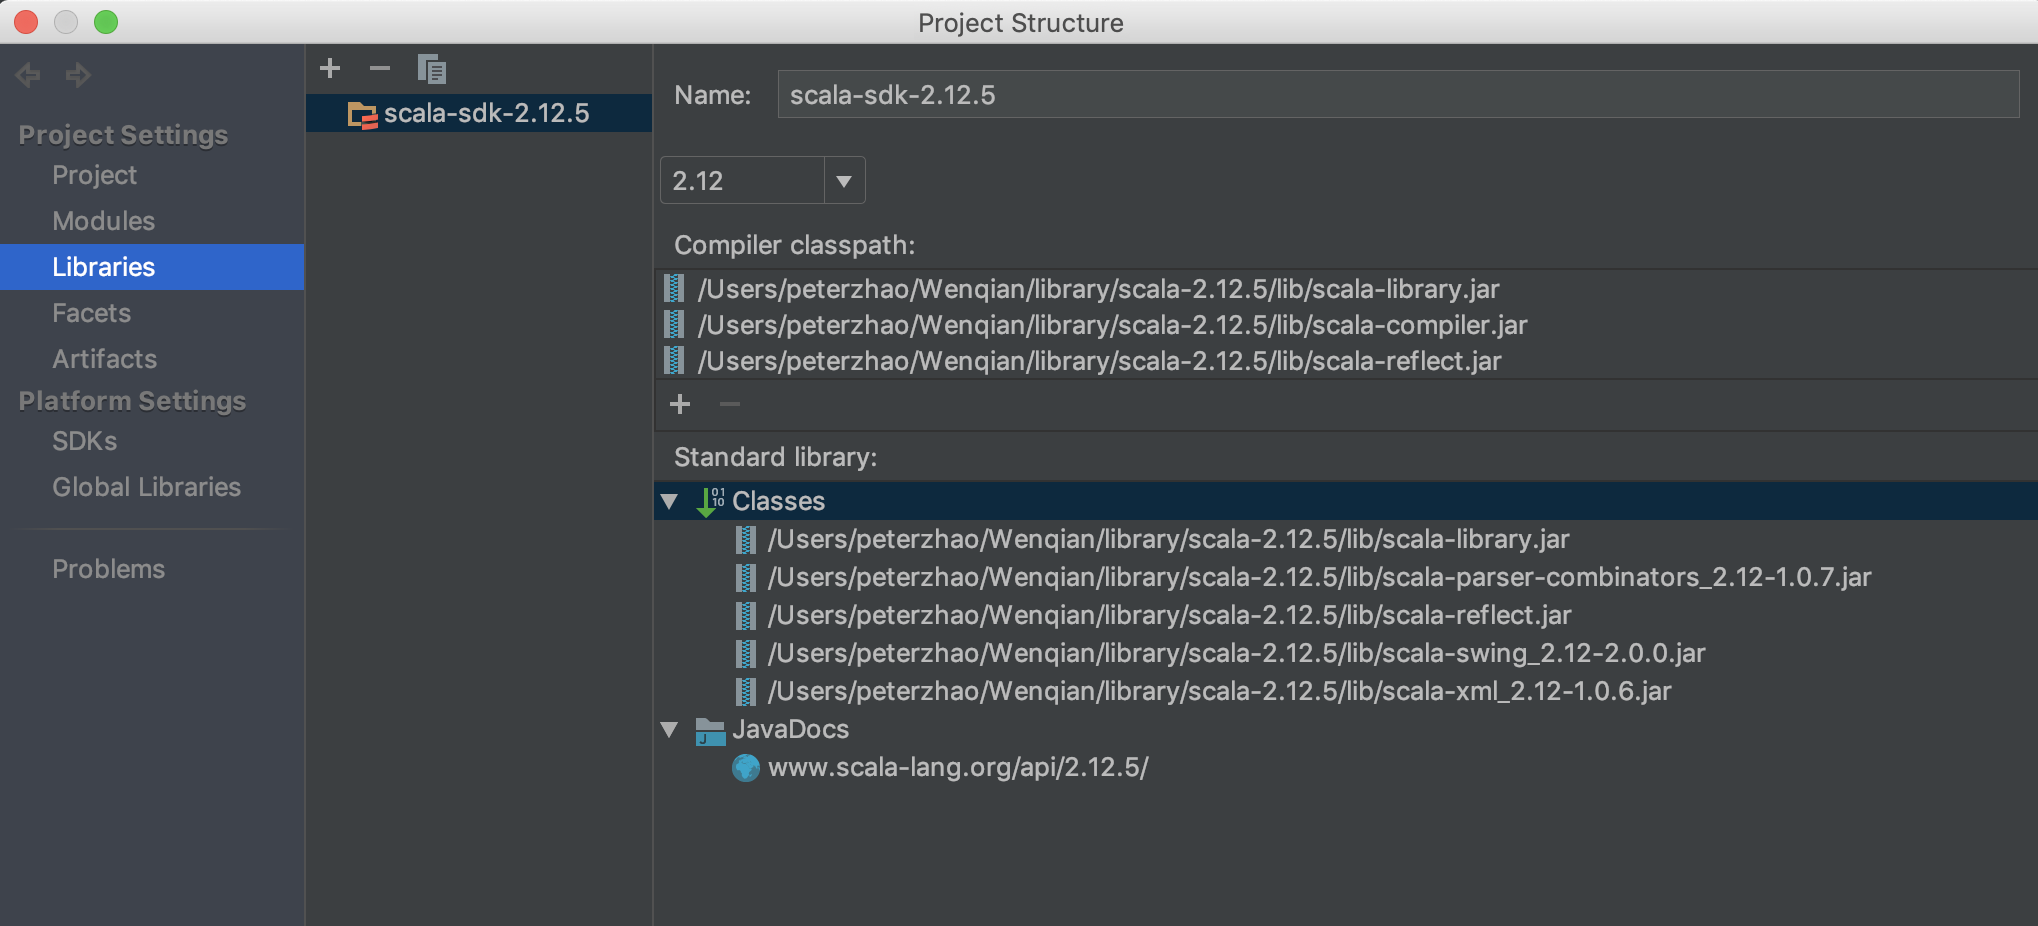 Project Structure
Project Settings
Project
Modules
Libraries
Facets
Artifacts
Platform Settings
SDKs
Global Libraries
Problems
scala-sdk-2.12.5
Name: scala-sdk-2.12.5
2.12
Compiler classpath:
/Users/peterzhao/Wenqian/library/scala-2.12.5/lib/scala-library.jar
/Users/peterzhao/Wenqian/library/scala-2.12.5/lib/scala-compiler.jar
/Users/peterzhao/Wenqian/library/scala-2.12.5/lib/scala-reflect.jar
Standard library:
Classes
/Users/peterzhao/Wenqian/library/scala-2.12.5/lib/scala-library.jar
/Users/peterzhao/Wenqian/library/scala-2.12.5/lib/scala-parser-combinators_2.12-1.0.7.jar
/Users/peterzhao/Wenqian/library/scala-2.12.5/lib/scala-reflect.jar
/Users/peterzhao/Wenqian/library/scala-2.12.5/lib/scala-swing_2.12-2.0.0.jar
/Users/peterzhao/Wenqian/library/scala-2.12.5/lib/scala-xml_2.12-1.0.6.jar
JavaDocs
www.scala-lang.org/api/2.12.5/